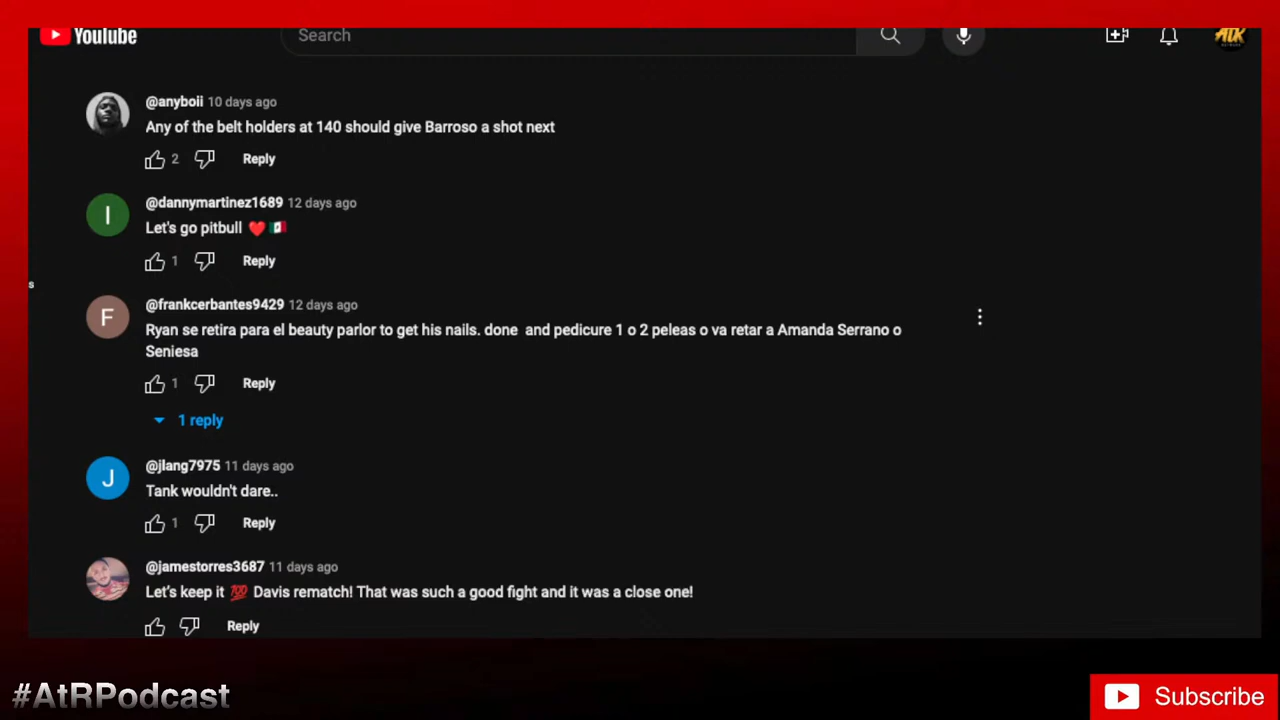 YouTube
Search
ATK
@anyboii 10 days ago
Any of the belt holders at 140 should give Barroso a shot next
2 Reply
@dannymartinez1689 12 days ago
I
Let's go pitbull ❤️🇲🇽
1 Reply
s
@frankcerbantes9429 12 days ago
F
Ryan se retira para el beauty parlor to get his nails. done and pedicure 1 o 2 peleas o va retar a Amanda Serrano o
Seniesa
1 Reply
1 reply
@jlang7975 11 days ago
J
Tank wouldn't dare..
1 Reply
@jamestorres3687 11 days ago
Let's keep it 💯 Davis rematch! That was such a good fight and it was a close one!
Reply
#AtRPodcast
Subscribe